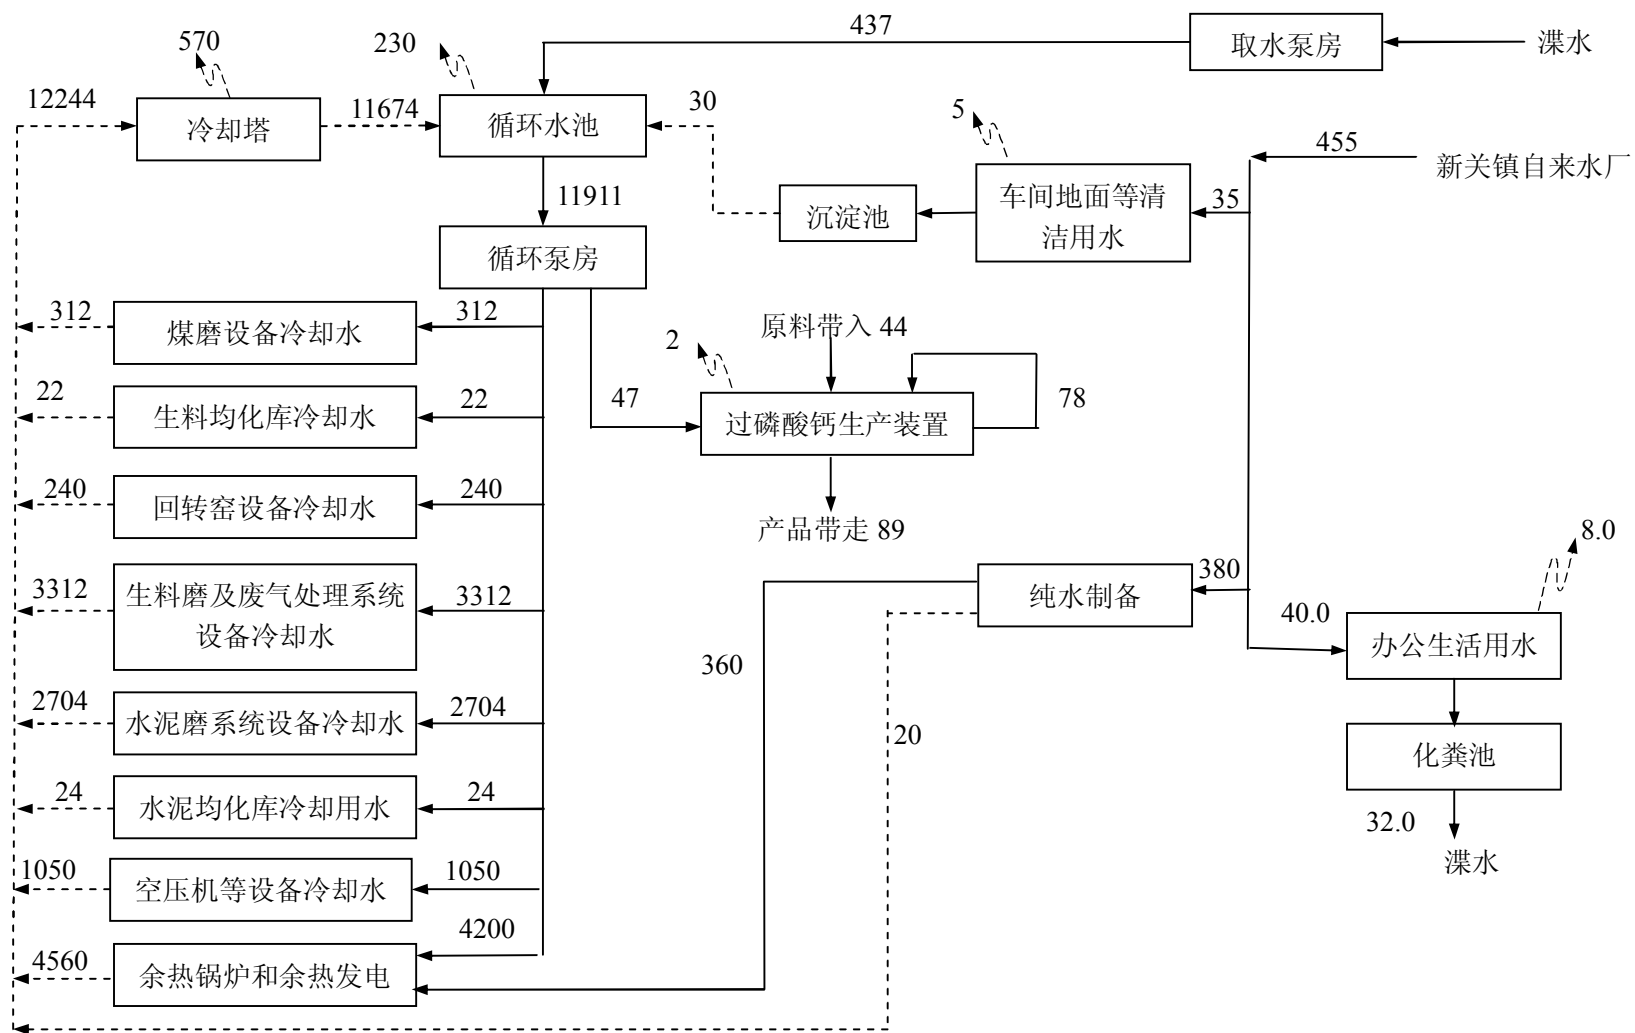 437
取水泵房
澡水
570
230
12244
冷却塔
11674
循环水池
30
5
455
新关镇自来水厂
11911
沉淀池
车间地面等清
洁用水
35
循环泵房
312
煤磨设备冷却水
312
原料带入 44
2
22
生料均化库冷却水
22
47
过磷酸钙生产装置
78
240
回转窑设备冷却水
240
产品带走 89
8.0
3312
生料磨及废气处理系统
设备冷却水
3312
纯水制备
380
40.0
办公生活用水
360
2704
水泥磨系统设备冷却水
2704
20
化粪池
24
水泥均化库冷却用水
24
32.0
澡水
1050
空压机等设备冷却水
1050
4200
4560
余热锅炉和余热发电